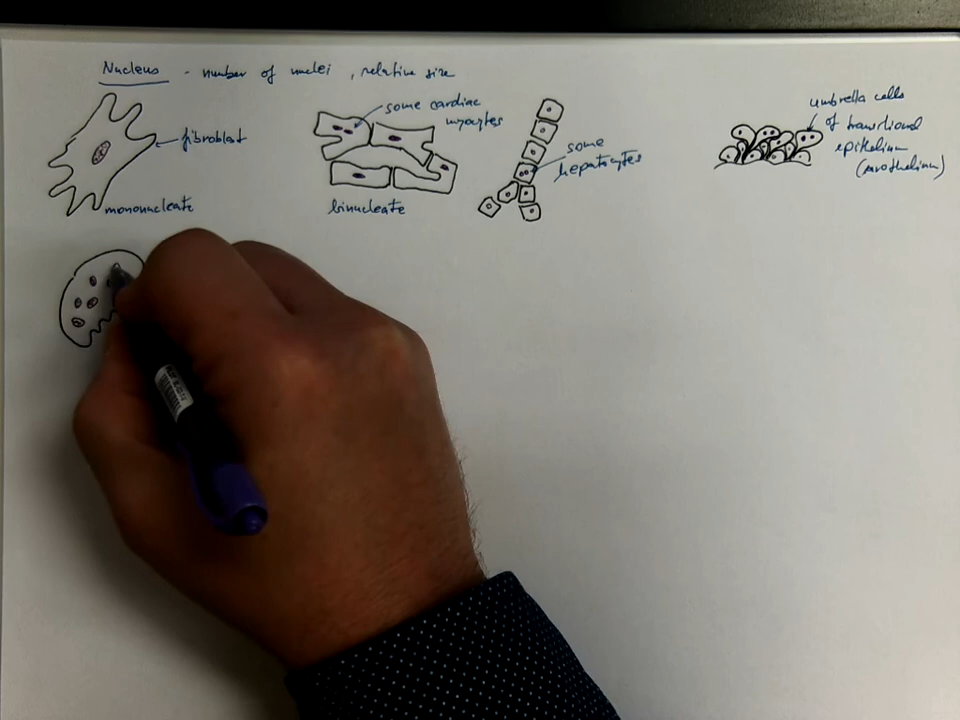 Nucleus - number of nuclei, relative size
fibroblast
mononucleate
some cardiac
myocytes
binucleate
some
hepatocytes
umbrella cells
of transitional
epithelium
(urothelium)